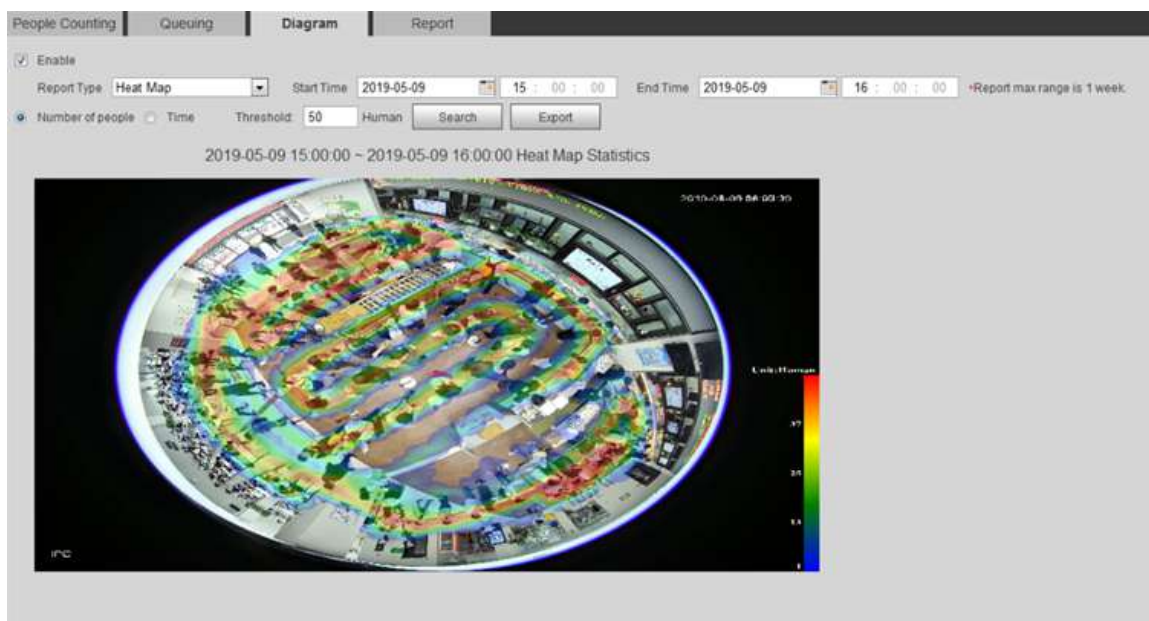 People Counting Queuing Diagram Report
Enable
Report Type Heat Map Start Time 2019-05-09 15 : 00 : 00 End Time 2019-05-09 16 : 00 : 00 *Report max range is 1 week.
Number of people Time Threshold: 50 Human Search Export
2019-05-09 15:00:00 ~ 2019-05-09 16:00:00 Heat Map Statistics
Unit:Human
IPC